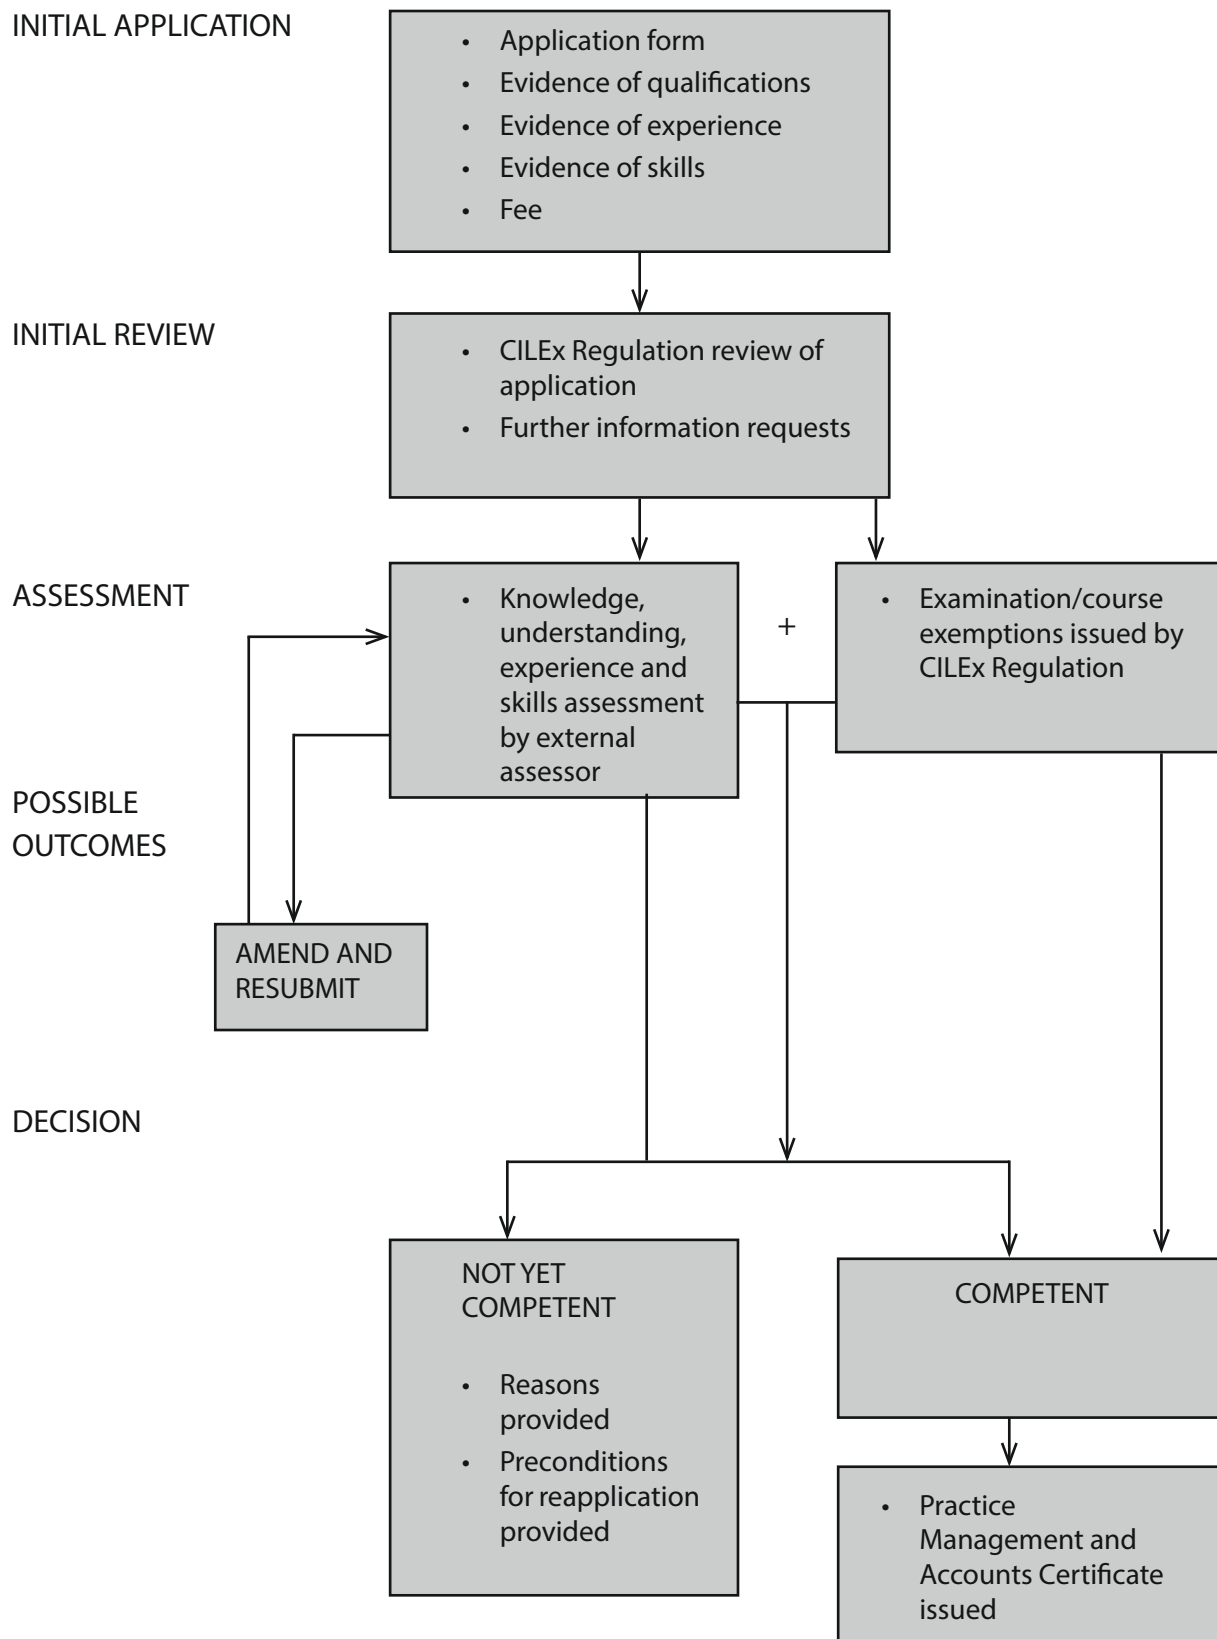 INITIAL APPLICATION
• Application form
• Evidence of qualifications
• Evidence of experience
• Evidence of skills
• Fee
INITIAL REVIEW
• CILEx Regulation review of
application
• Further information requests
ASSESSMENT
• Knowledge,
understanding,
experience and
skills assessment
by external
assessor
+
• Examination/course
exemptions issued by
CILEx Regulation
POSSIBLE
OUTCOMES
AMEND AND
RESUBMIT
DECISION
NOT YET
COMPETENT
• Reasons
provided
• Preconditions
for reapplication
provided
COMPETENT
• Practice
Management and
Accounts Certificate
issued